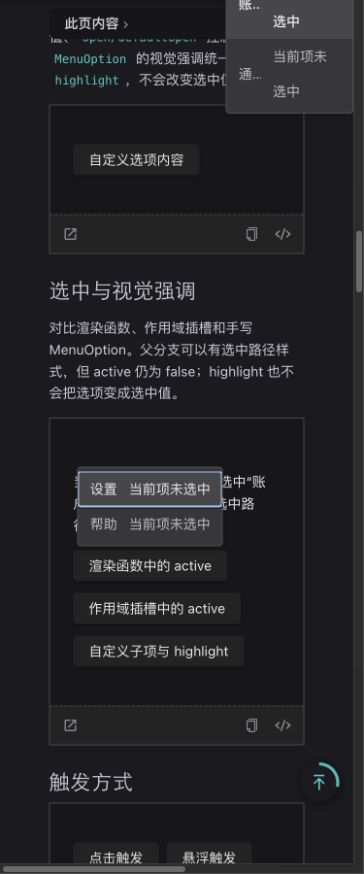 此页内容 ›
账...
选中
当前项未
通...
选中
MenuOption 的视觉强调统一
highlight ，不会改变选中
自定义选项内容
选中与视觉强调
对比渲染函数、作用域插槽和手写
MenuOption。父分支可以有选中路径样
式，但 active 仍为 false；highlight 也不
会把选项变成选中值。
选中“账
设置 当前项未选中
选中路
帮助 当前项未选中
渲染函数中的 active
作用域插槽中的 active
自定义子项与 highlight
触发方式
点击触发
悬浮触发